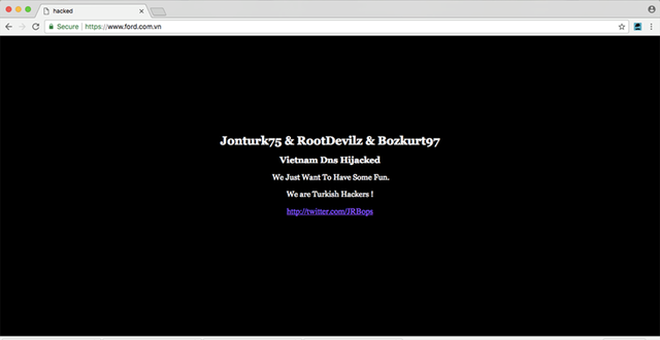 hacked
Secure https://www.ford.com.vn
Jonturk75 & RootDevilz & Bozkurt97
Vietnam Dns Hijacked
We Just Want To Have Some Fun.
We are Turkish Hackers !
http://twitter.com/JRBops